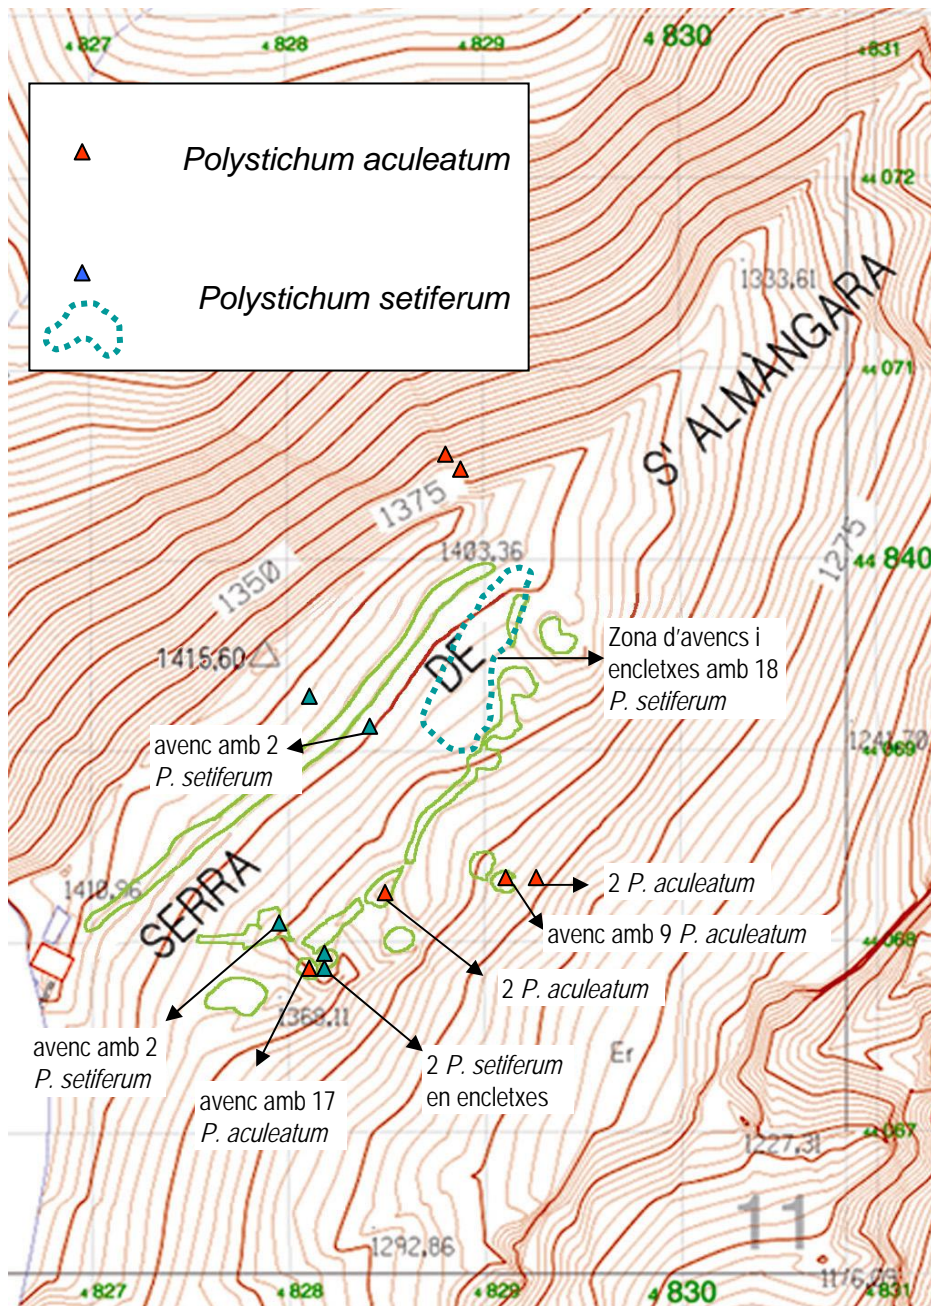 4 827
4 828
4 829
4 830
4 831
Polystichum aculeatum
Polystichum setiferum
44 072
1333,61
S' ALMÀNGARA
44 071
1375
1403,36
1275
44 840
1350
1415,60
DE
Zona d'avencs i
encletxes amb 18
P. setiferum
1241,70
44 069
avenc amb 2
P. setiferum
1410,96
SERRA
2 P. aculeatum
avenc amb 9 P. aculeatum
44 068
2 P. aculeatum
1368,11
avenc amb 2
P. setiferum
2 P. setiferum
en encletxes
Er
avenc amb 17
P. aculeatum
44 067
1227,31
11
1292,86
4 827
4 828
4 829
4 830
4 831